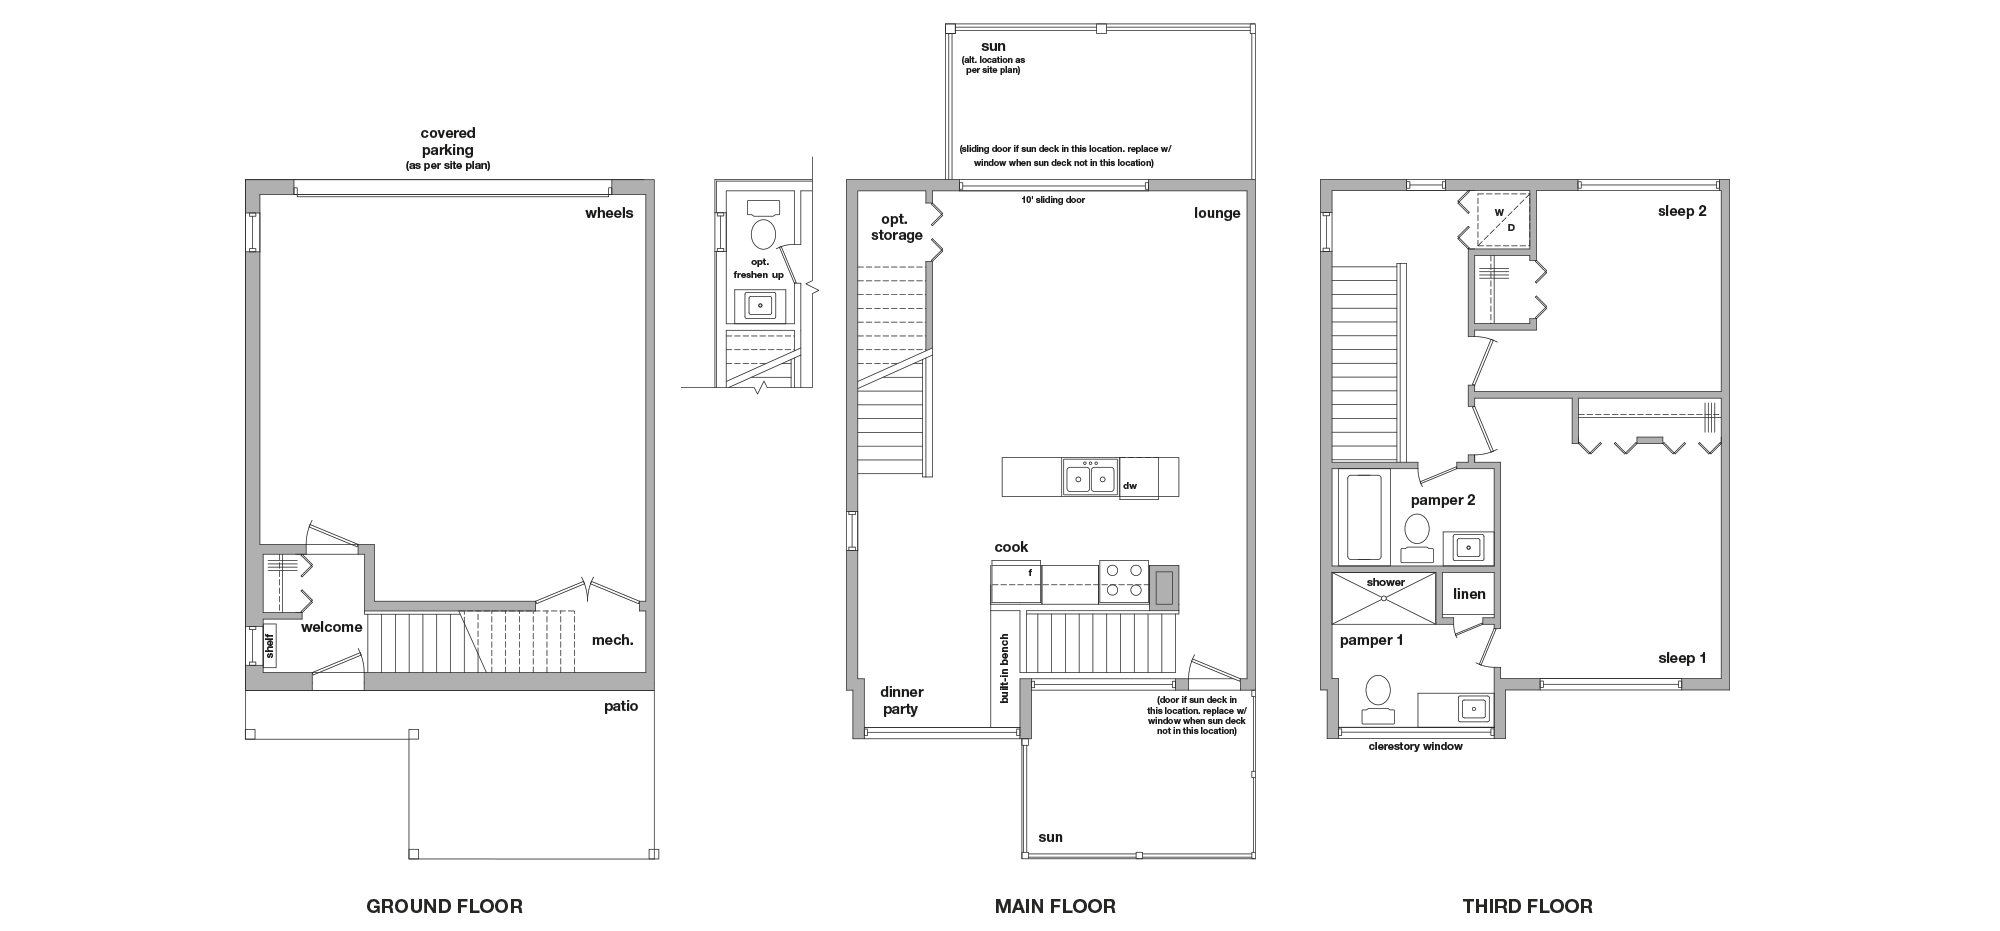 covered
parking
(as per site plan)
wheels
welcome
shelf
mech.
patio
GROUND FLOOR
opt.
freshen up
sun
(alt. location as
per site plan)
(sliding door if sun deck in this location. replace w/
window when sun deck not in this location)
10' sliding door
opt.
storage
lounge
dw
cook
f
built-in bench
dinner
party
(door if sun deck in
this location. replace w/
window when sun deck
not in this location)
sun
MAIN FLOOR
W
D
sleep 2
pamper 2
shower
linen
pamper 1
sleep 1
clerestory window
THIRD FLOOR